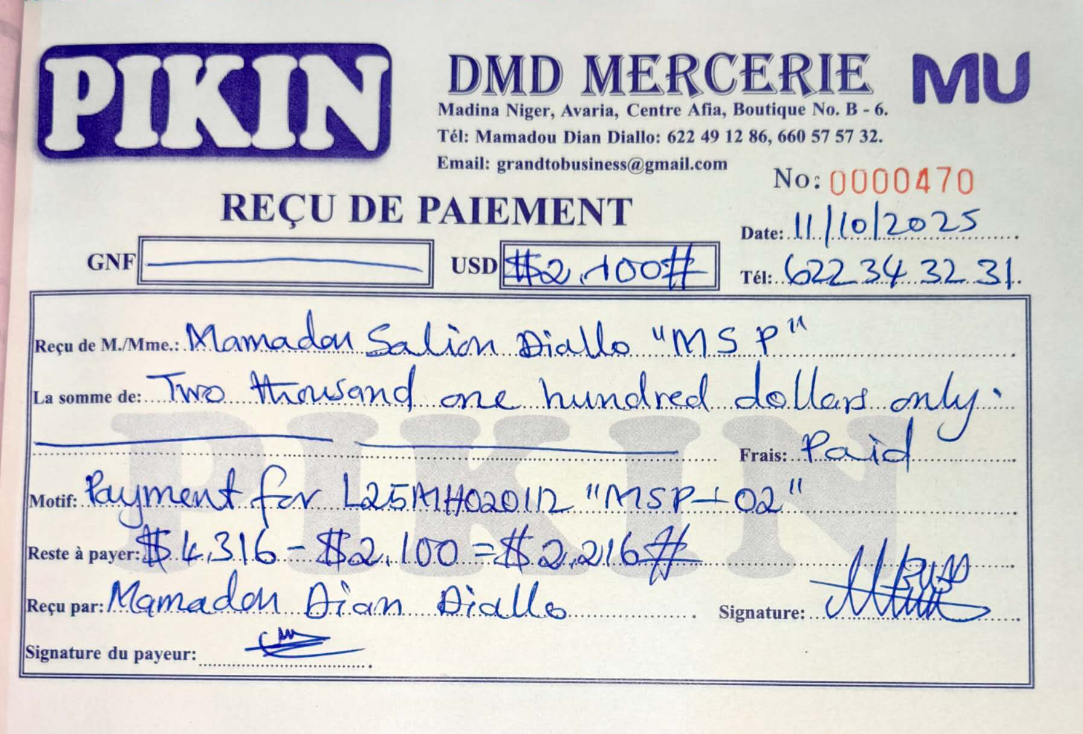 PIKIN
DMD MERCERIE MU
Madina Niger, Avaria, Centre Afia, Boutique No. B - 6.
Tél: Mamadou Dian Diallo: 622 49 12 86, 660 57 57 32.
Email: grandtobusiness@gmail.com
No: 0000470
REÇU DE PAIEMENT
Date: 11/10/2025
GNF USD $2,100#
Tél: 622 34 32 31.
Reçu de M./Mme.: Mamadou Saliou Diallo "MSP"
La somme de: Two thousand one hundred dollars only.
Frais: Paid
Motif: Payment for L25MH020112 "MSP-02"
Reste à payer: $4,316 - $2,100 = $2,216#
Reçu par: Mamadou Dian Diallo Signature:
Signature du payeur:
PIKIN